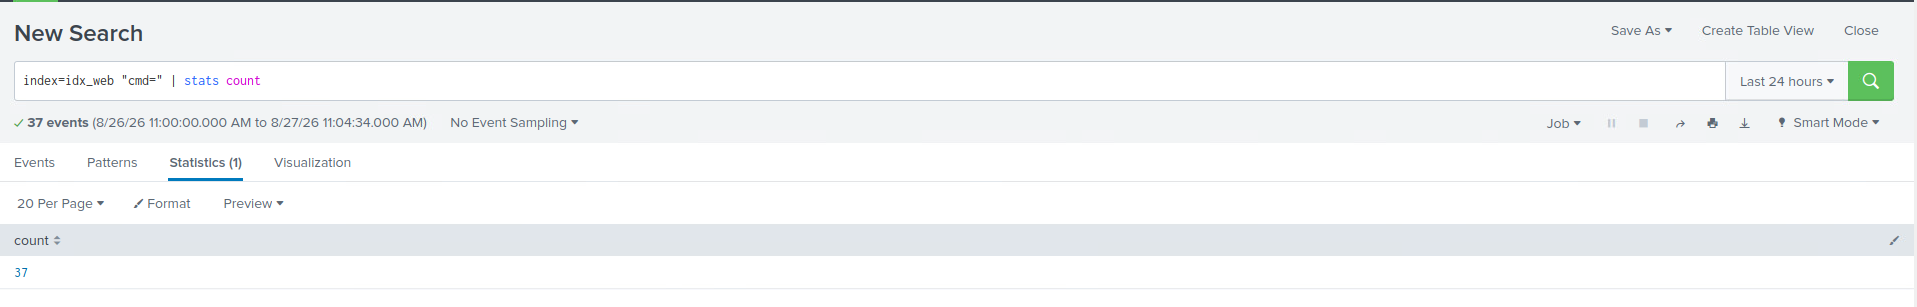 New Search
Save As Create Table View Close
index=idx_web "cmd=" | stats count
Last 24 hours
37 events (8/26/26 11:00:00.000 AM to 8/27/26 11:04:34.000 AM) No Event Sampling
Job Smart Mode
Events Patterns Statistics (1) Visualization
20 Per Page Format Preview
count
37